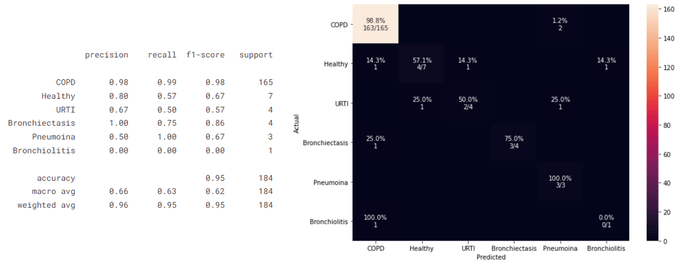 precision recall f1-score support
COPD 0.98 0.99 0.98 165
Healthy 0.80 0.57 0.67 7
URTI 0.67 0.50 0.57 4
Bronchiectasis 1.00 0.75 0.86 4
Pneumoina 0.50 1.00 0.67 3
Bronchiolitis 0.00 0.00 0.00 1
accuracy 0.95 184
macro avg 0.66 0.63 0.62 184
weighted avg 0.96 0.95 0.95 184
Actual
COPD
98.8%
163/165
1.2%
2
Healthy
14.3%
1
57.1%
4/7
14.3%
1
14.3%
1
URTI
25.0%
1
50.0%
2/4
25.0%
1
Bronchiectasis
25.0%
1
75.0%
3/4
Pneumoina
100.0%
3/3
Bronchiolitis
100.0%
1
0.0%
0/1
COPD Healthy URTI Bronchiectasis Pneumoina Bronchiolitis
Predicted
160
140
120
100
80
60
40
20
0